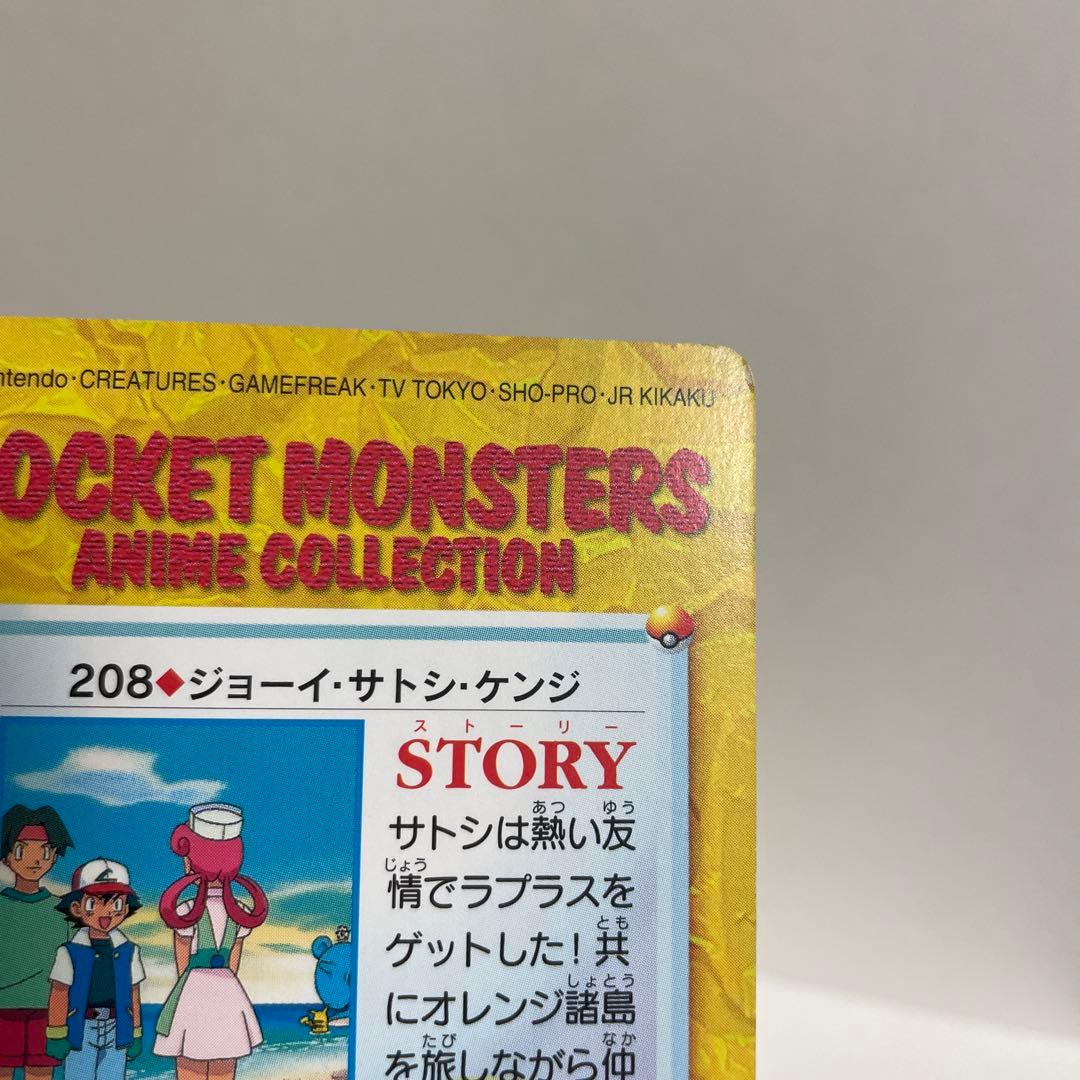 ntendo･CREATURES･GAMEFREAK･TV TOKYO･SHO-PRO･JR KIKAKU
OCKET MONSTERS
ANIME COLLECTION
208◆ジョーイ･サトシ･ケンジ
ストーリー
STORY
あつ ゆう
サトシは熱い友
じょう
情でラプラスを
とも
ゲットした!共
しょとう
にオレンジ諸島
たび なか
を旅しながら仲